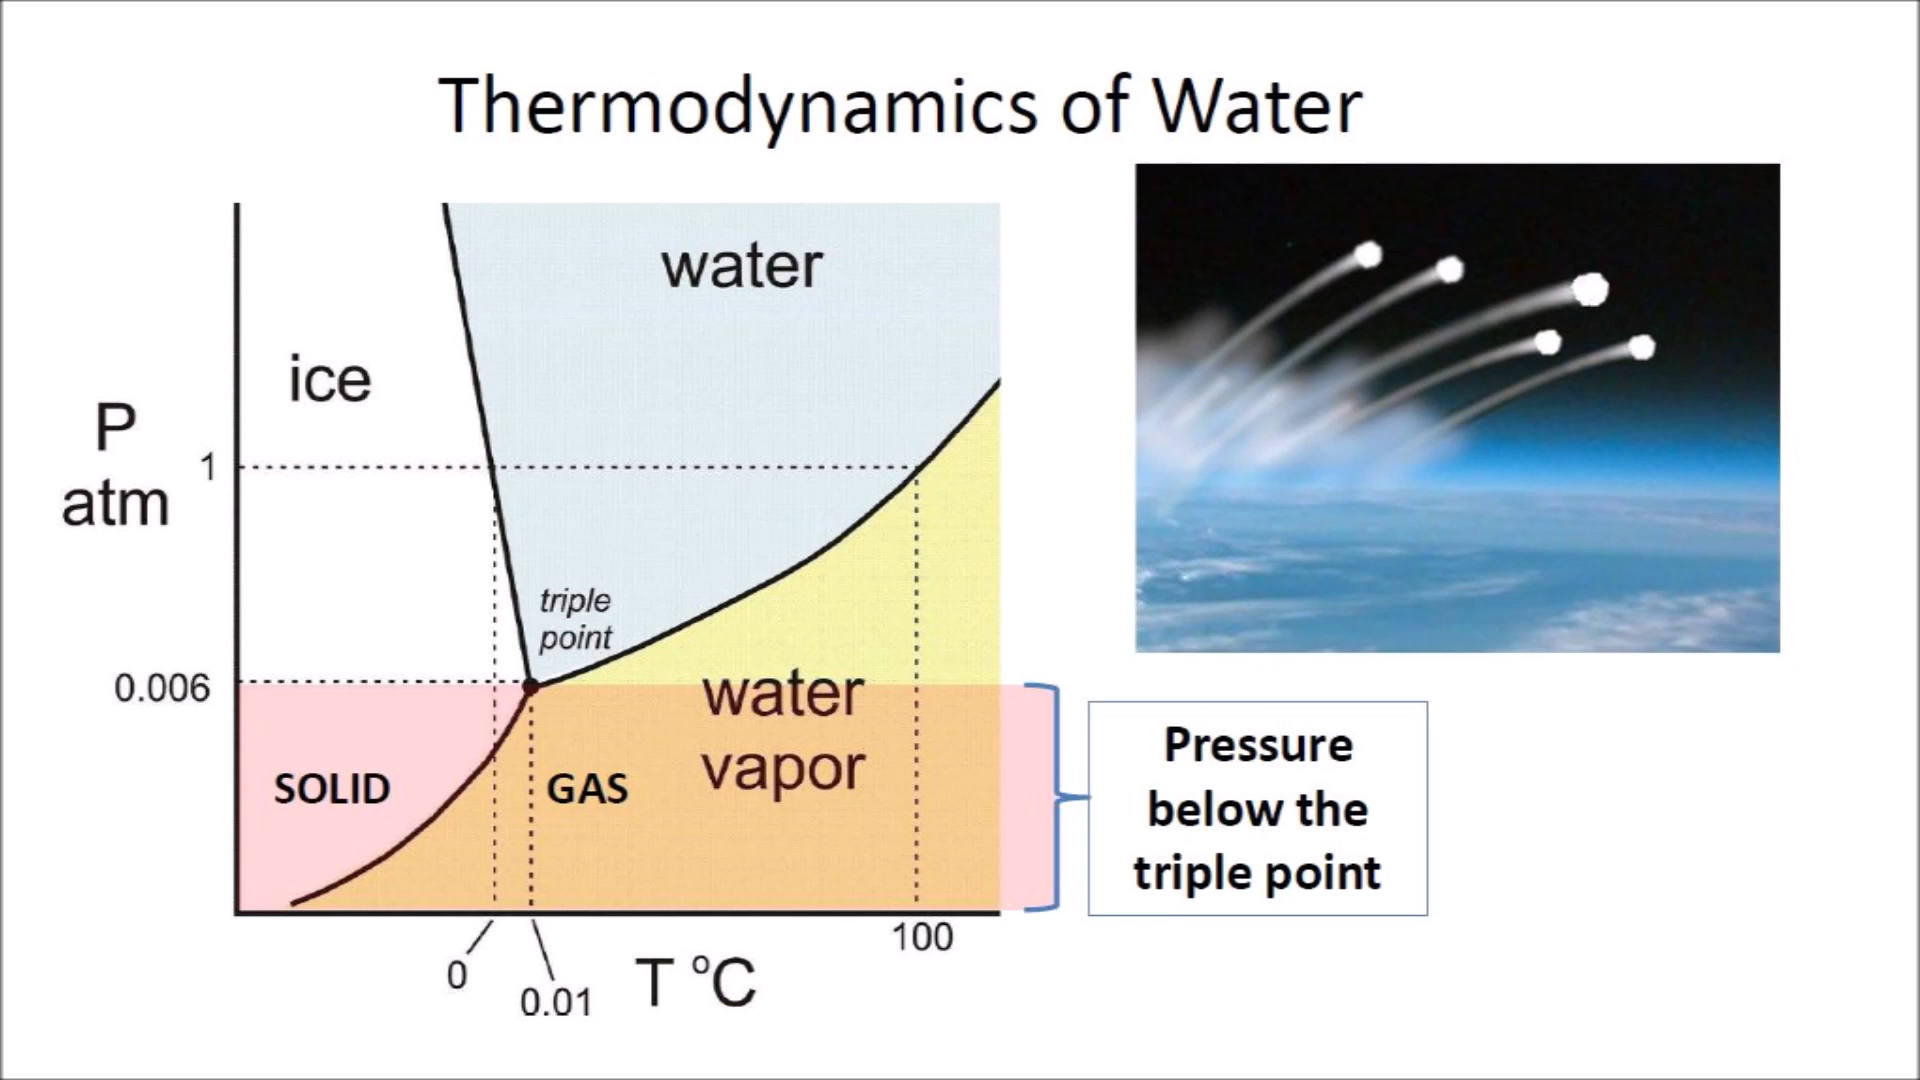 Thermodynamics of Water
water
ice
P
atm
1
triple
point
0.006
water
vapor
SOLID
GAS
Pressure
below the
triple point
100
0
0.01
T °C